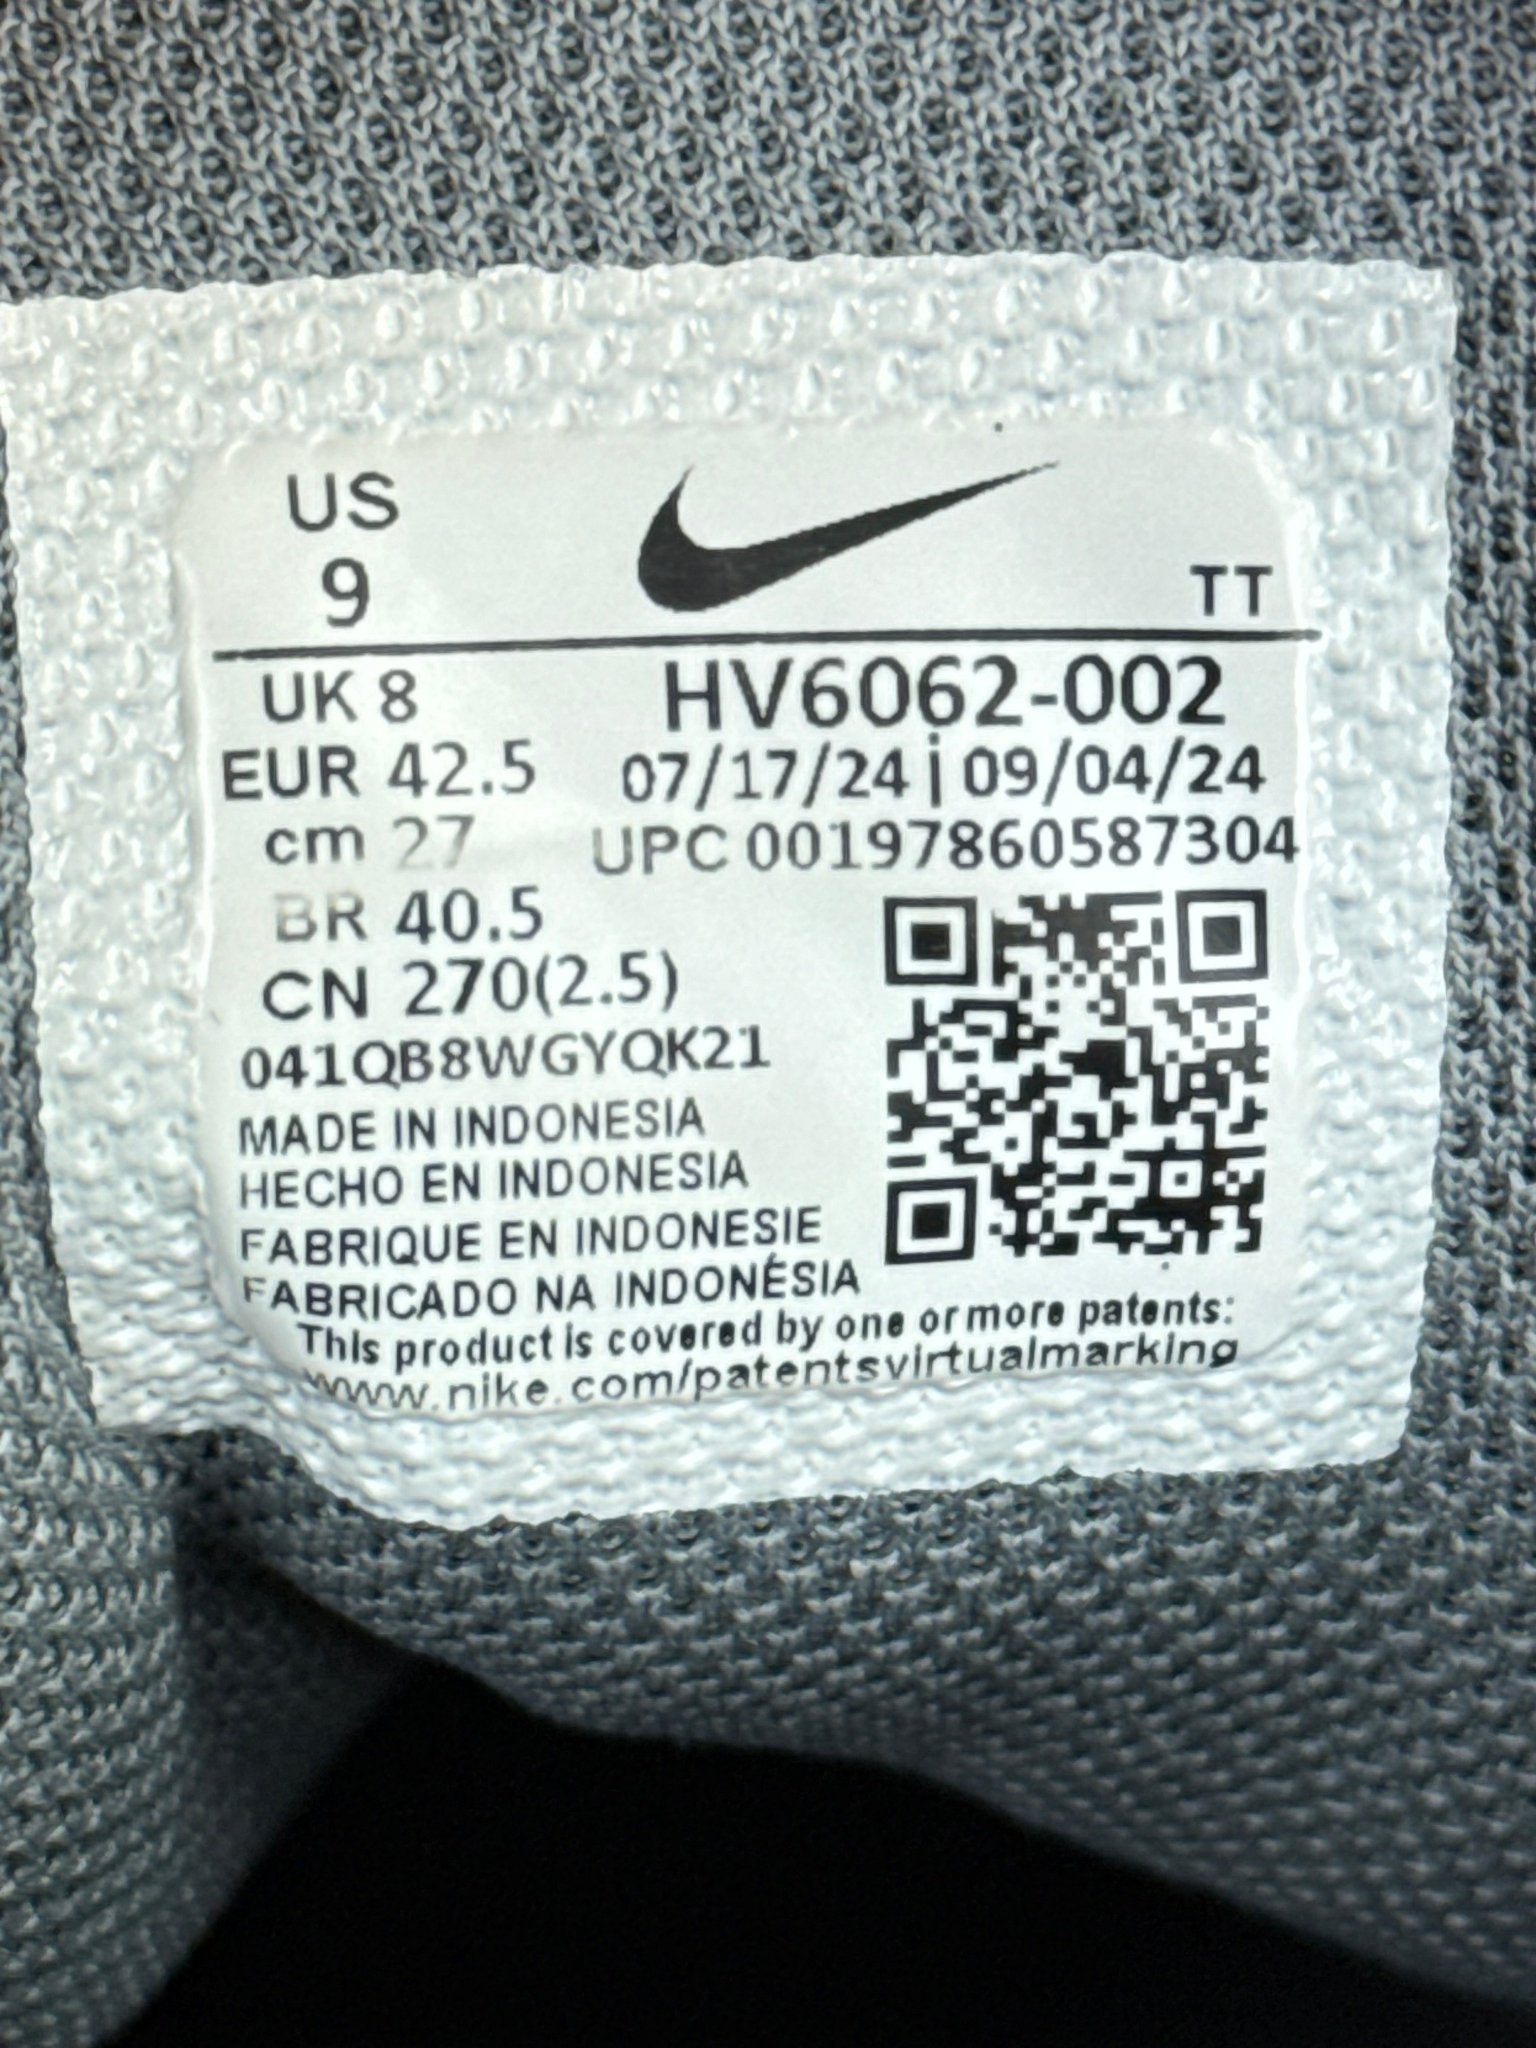 US
9
TT
UK 8
HV6062-002
EUR 42.5
07/17/24 | 09/04/24
cm 27
UPC 00197860587304
BR 40.5
CN 270(2.5)
041QB8WGYQK21
MADE IN INDONESIA
HECHO EN INDONESIA
FABRIQUE EN INDONESIE
FABRICADO NA INDONÉSIA
This product is covered by one or more patents:
www.nike.com/patentsvirtualmarking